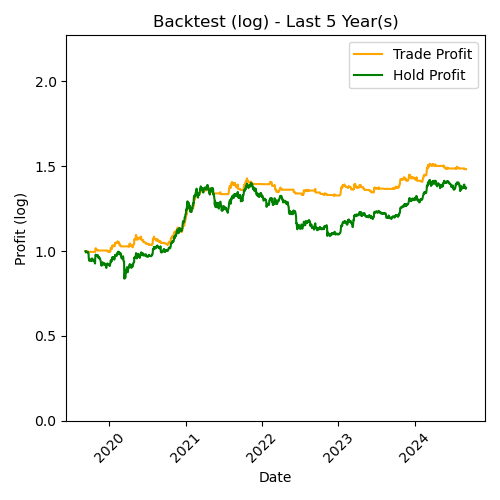 Backtest (log) - Last 5 Year(s)
Trade Profit
Hold Profit
Profit (log)
2.0
1.5
1.0
0.5
0.0
2020
2021
2022
2023
2024
Date